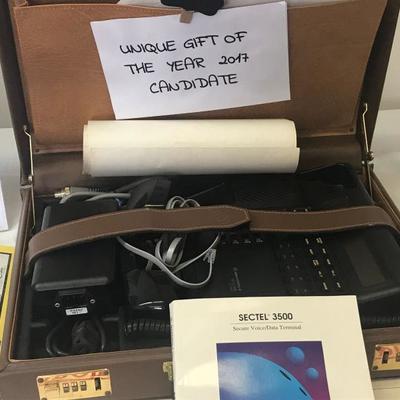 UNIQUE GIFT OF
THE YEAR 2017
CANDIDATE
SECTEL® 3500
Secure Voice/Data Terminal